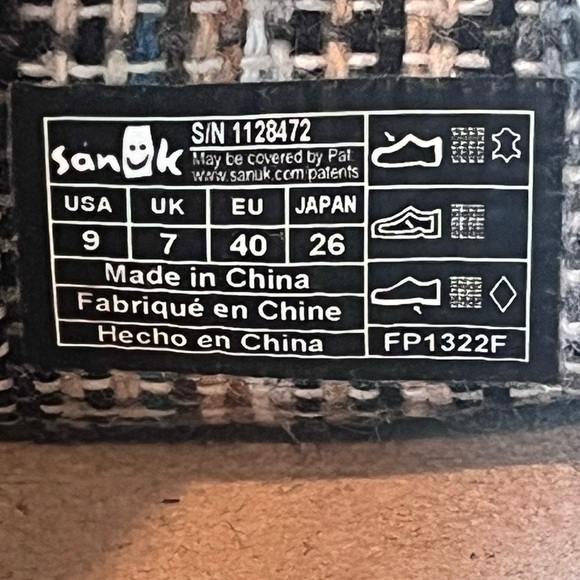 sanuk
S/N 1128472
May be covered by Pat.
www.sanuk.com/patents
USA UK EU JAPAN
9 7 40 26
Made in China
Fabriqué en Chine
Hecho en China
FP1322F